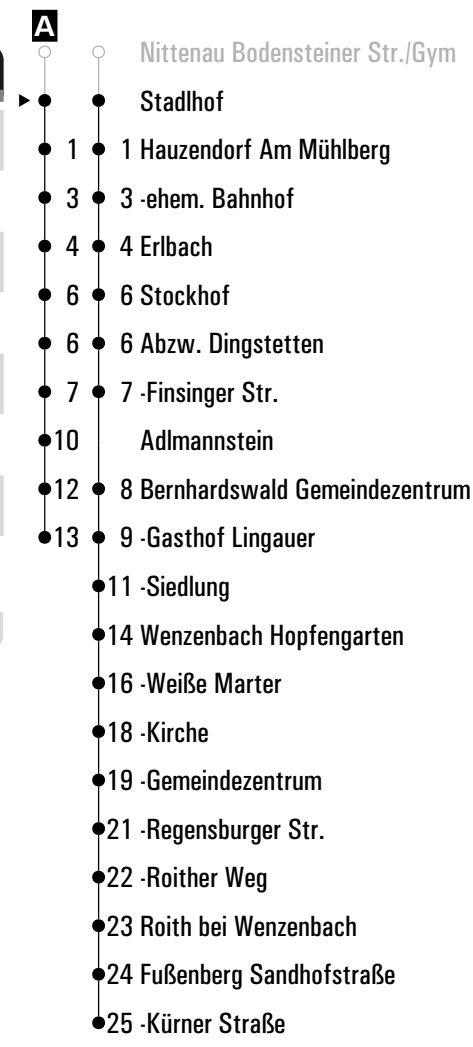 A
Nittenau Bodensteiner Str./Gym
Stadlhof
1 1 Hauzendorf Am Mühlberg
3 3 -ehem. Bahnhof
4 4 Erlbach
6 6 Stockhof
6 6 Abzw. Dingstetten
7 7 -Finsinger Str.
10 Adlmannstein
12 8 Bernhardswald Gemeindezentrum
13 9 -Gasthof Lingauer
11 -Siedlung
14 Wenzenbach Hopfengarten
16 -Weiße Marter
18 -Kirche
19 -Gemeindezentrum
21 -Regensburger Str.
22 -Roither Weg
23 Roith bei Wenzenbach
24 Fußenberg Sandhofstraße
25 -Kürner Straße